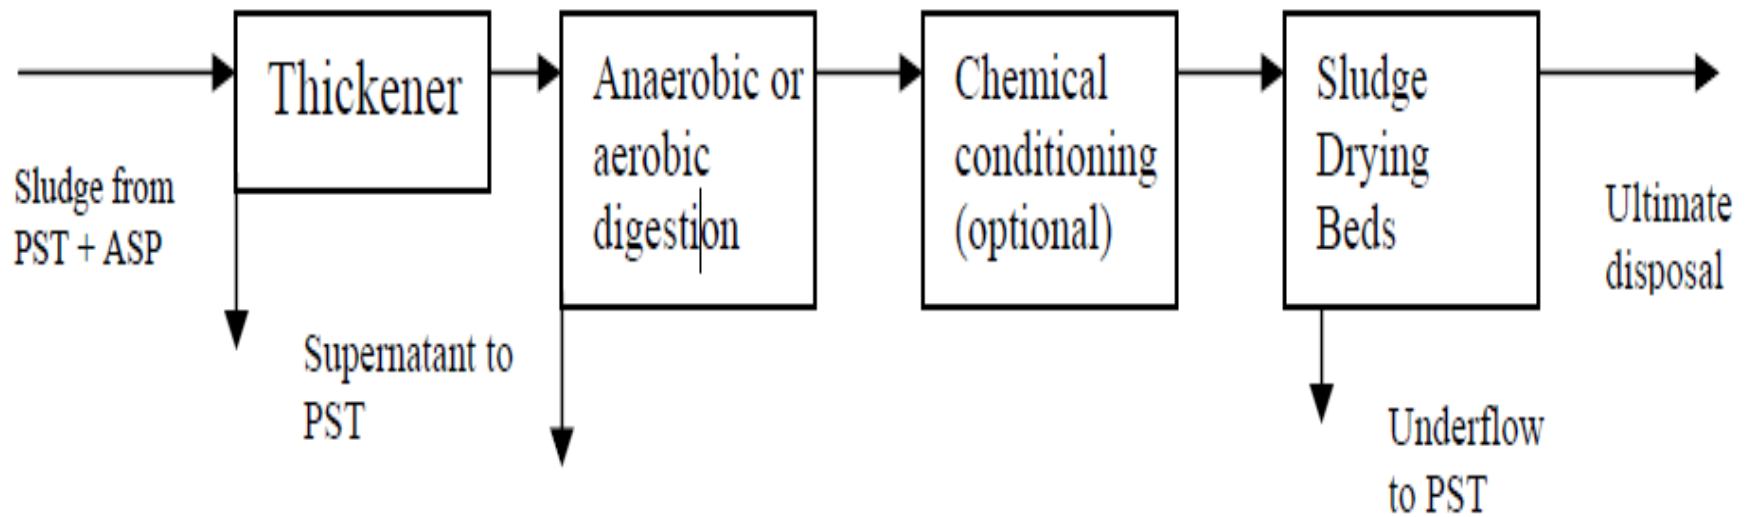 Thickener
Anaerobic or
aerobic
digestion
Chemical
conditioning
(optional)
Sludge
Drying
Beds
Sludge from
PST + ASP
Ultimate
disposal
Supernatant to
PST
Underflow
to PST